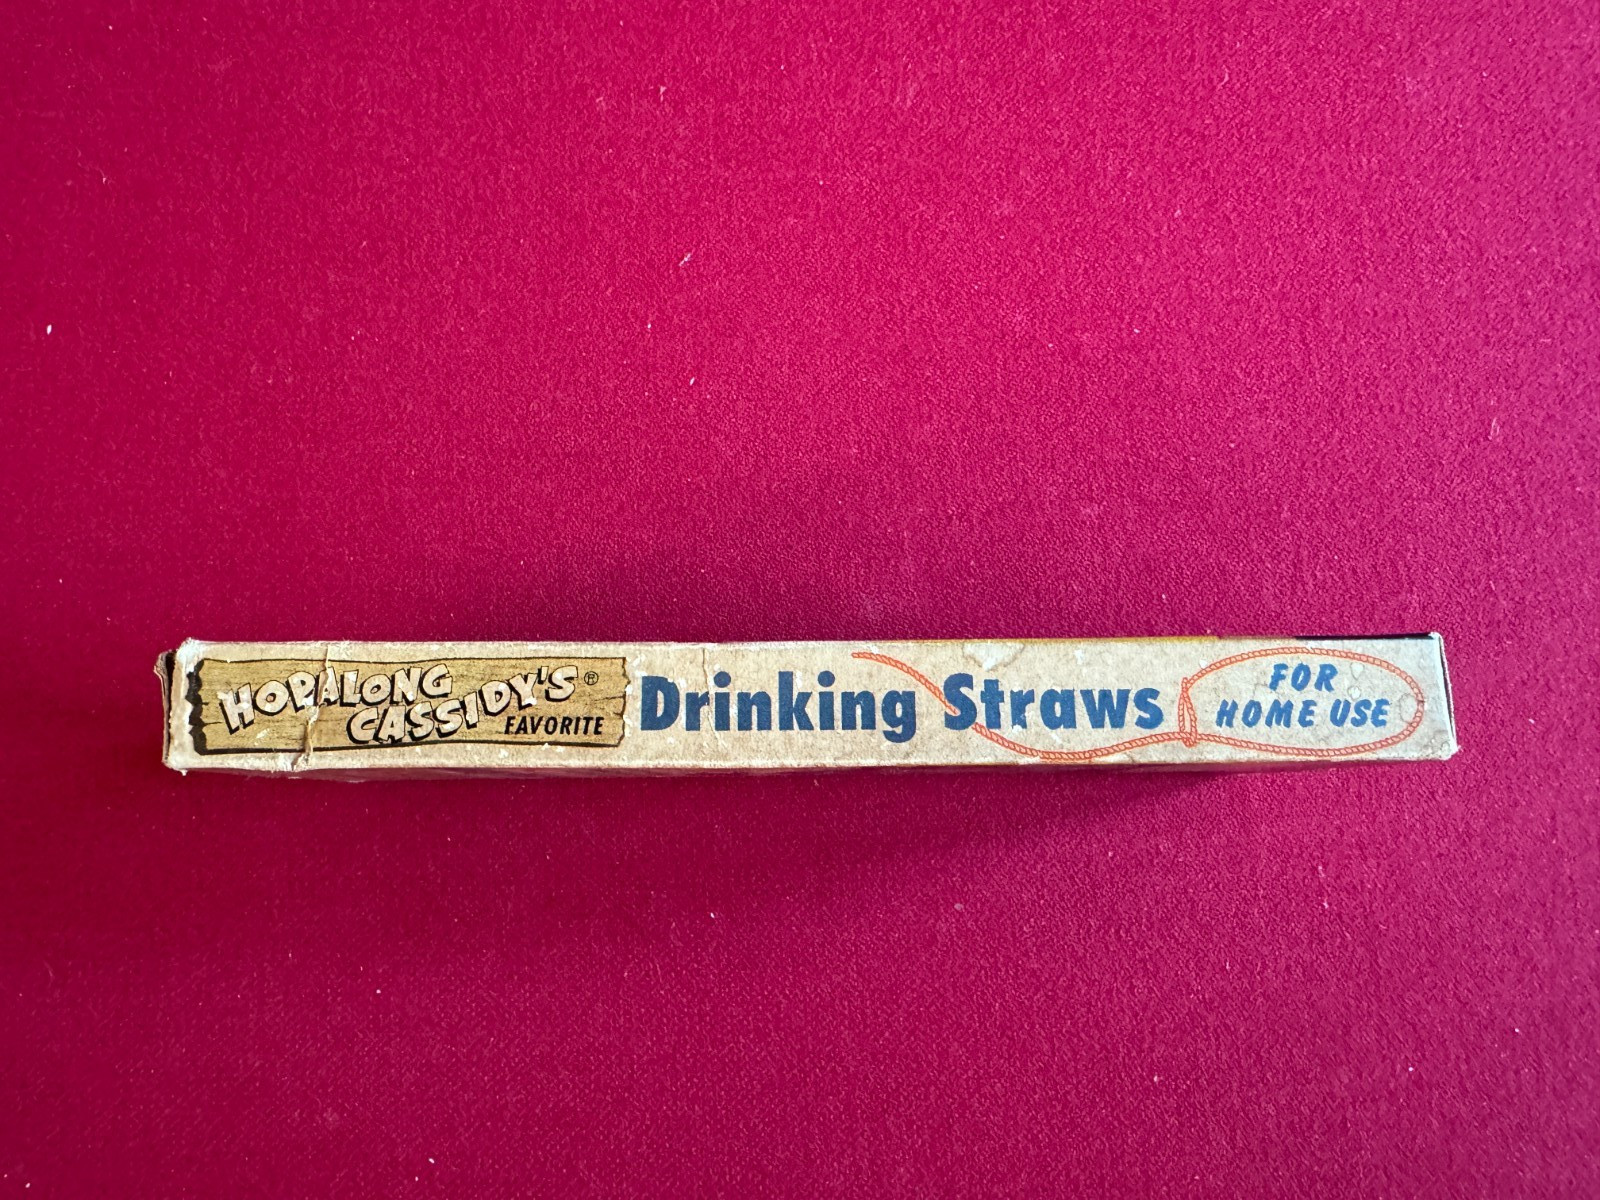 HOPALONG
CASSIDY'S®
FAVORITE
Drinking Straws
FOR
HOME USE